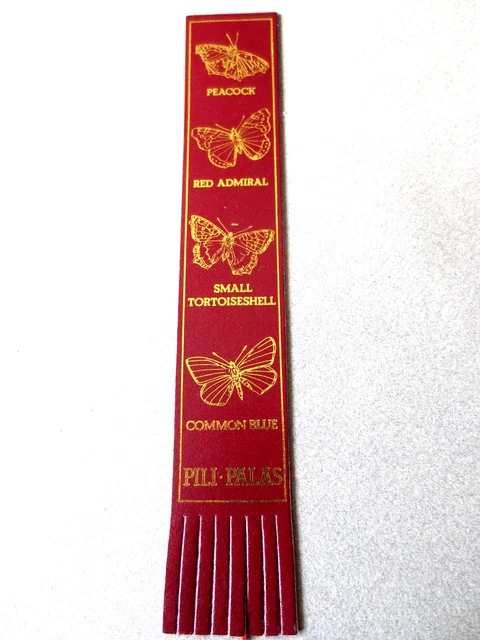 PEACOCK
RED ADMIRAL
SMALL
TORTOISESHELL
COMMON BLUE
PILI · PALAS